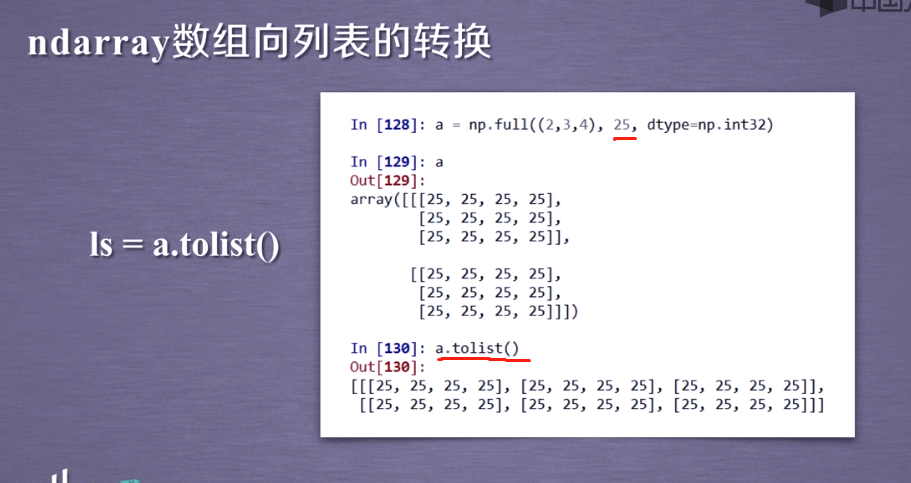 ndarray数组向列表的转换
ls = a.tolist()
In [128]: a = np.full((2,3,4), 25, dtype=np.int32)
In [129]: a
Out[129]:
array([[[25, 25, 25, 25],
[25, 25, 25, 25],
[25, 25, 25, 25]],
[[25, 25, 25, 25],
[25, 25, 25, 25],
[25, 25, 25, 25]]])
In [130]: a.tolist()
Out[130]:
[[[25, 25, 25, 25], [25, 25, 25, 25], [25, 25, 25, 25]],
[[25, 25, 25, 25], [25, 25, 25, 25], [25, 25, 25, 25]]]